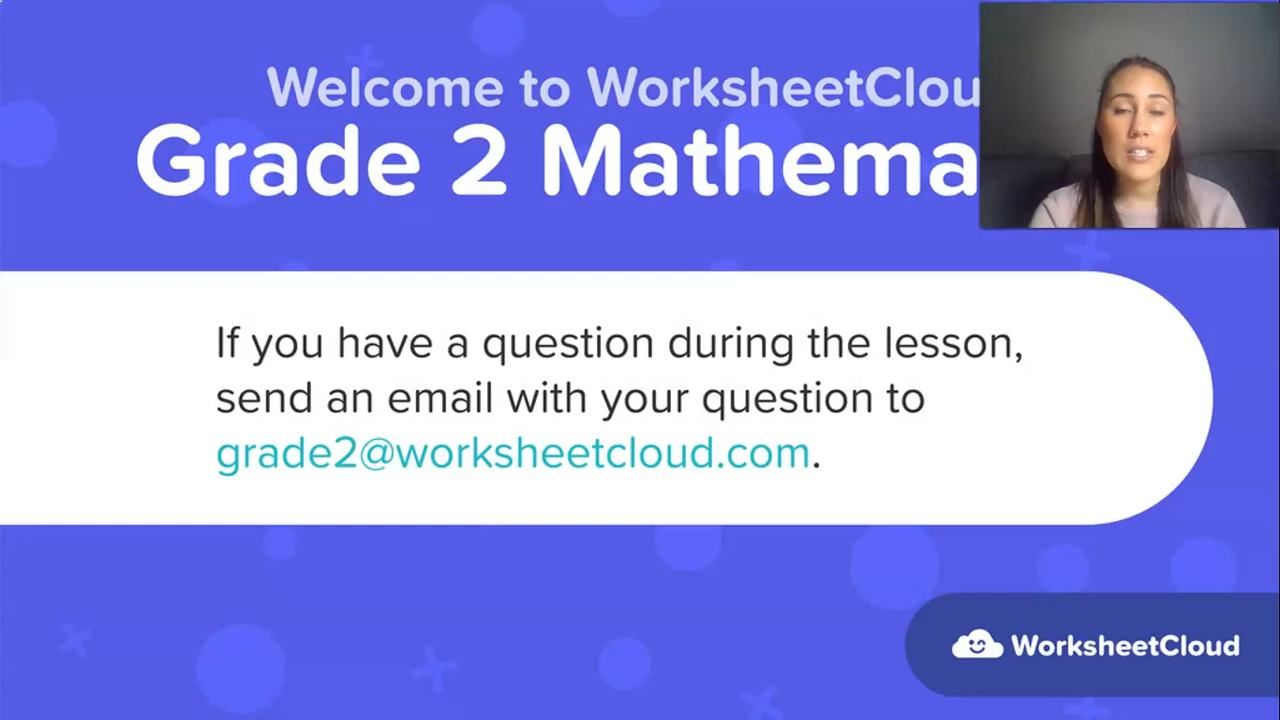 Welcome to WorksheetClou
Grade 2 Mathema
If you have a question during the lesson,
send an email with your question to
grade2@worksheetcloud.com.
WorksheetCloud